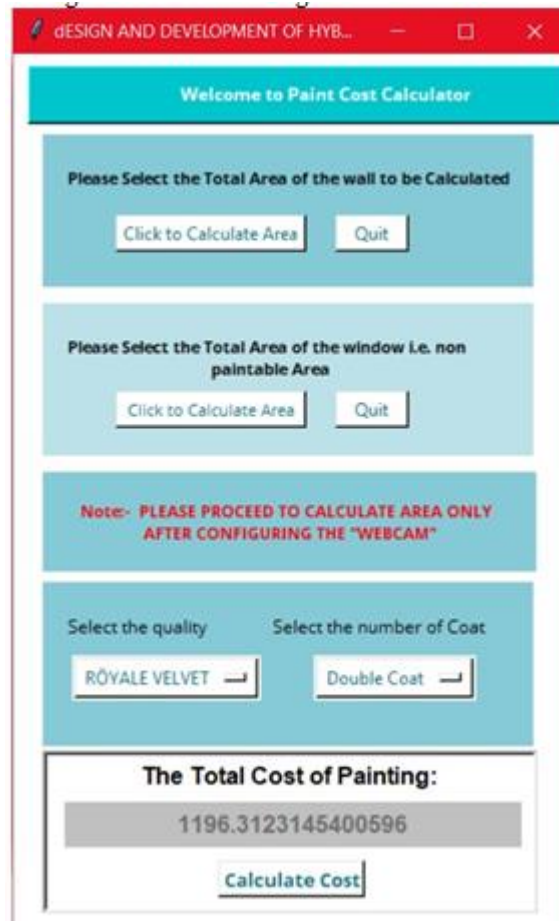 dESIGN AND DEVELOPMENT OF HYB...
Welcome to Paint Cost Calculator
Please Select the Total Area of the wall to be Calculated
Click to Calculate Area Quit
Please Select the Total Area of the window i.e. non
paintable Area
Click to Calculate Area Quit
Note:- PLEASE PROCEED TO CALCULATE AREA ONLY
AFTER CONFIGURING THE "WEBCAM"
Select the quality Select the number of Coat
RÖYALE VELVET Double Coat
The Total Cost of Painting:
1196.3123145400596
Calculate Cost